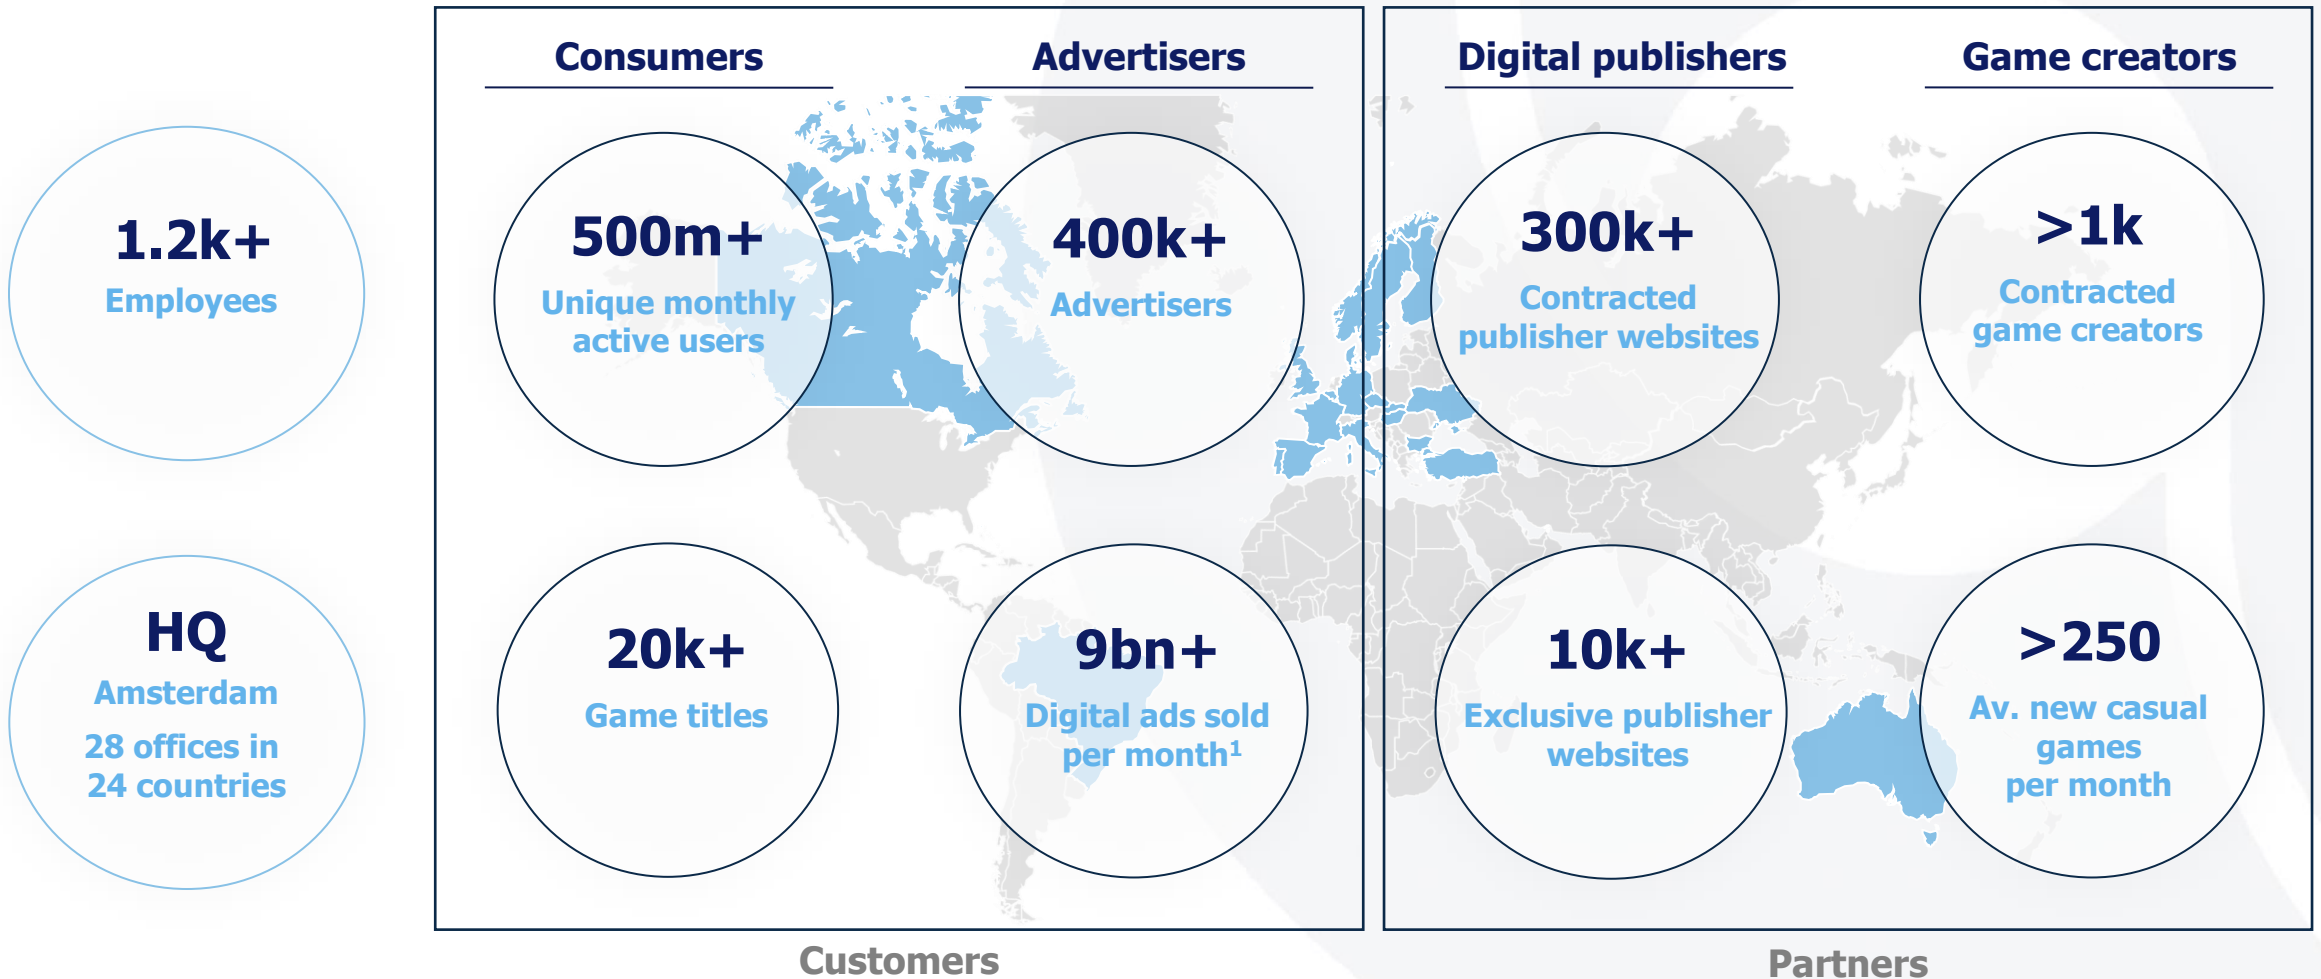 Consumers
Advertisers
Digital publishers
Game creators
1.2k+
Employees
500m+
Unique monthly
active users
400k+
Advertisers
300k+
Contracted
publisher websites
>1k
Contracted
game creators
HQ
Amsterdam
28 offices in
24 countries
20k+
Game titles
9bn+
Digital ads sold
per month¹
10k+
Exclusive publisher
websites
>250
Av. new casual
games
per month
Customers
Partners